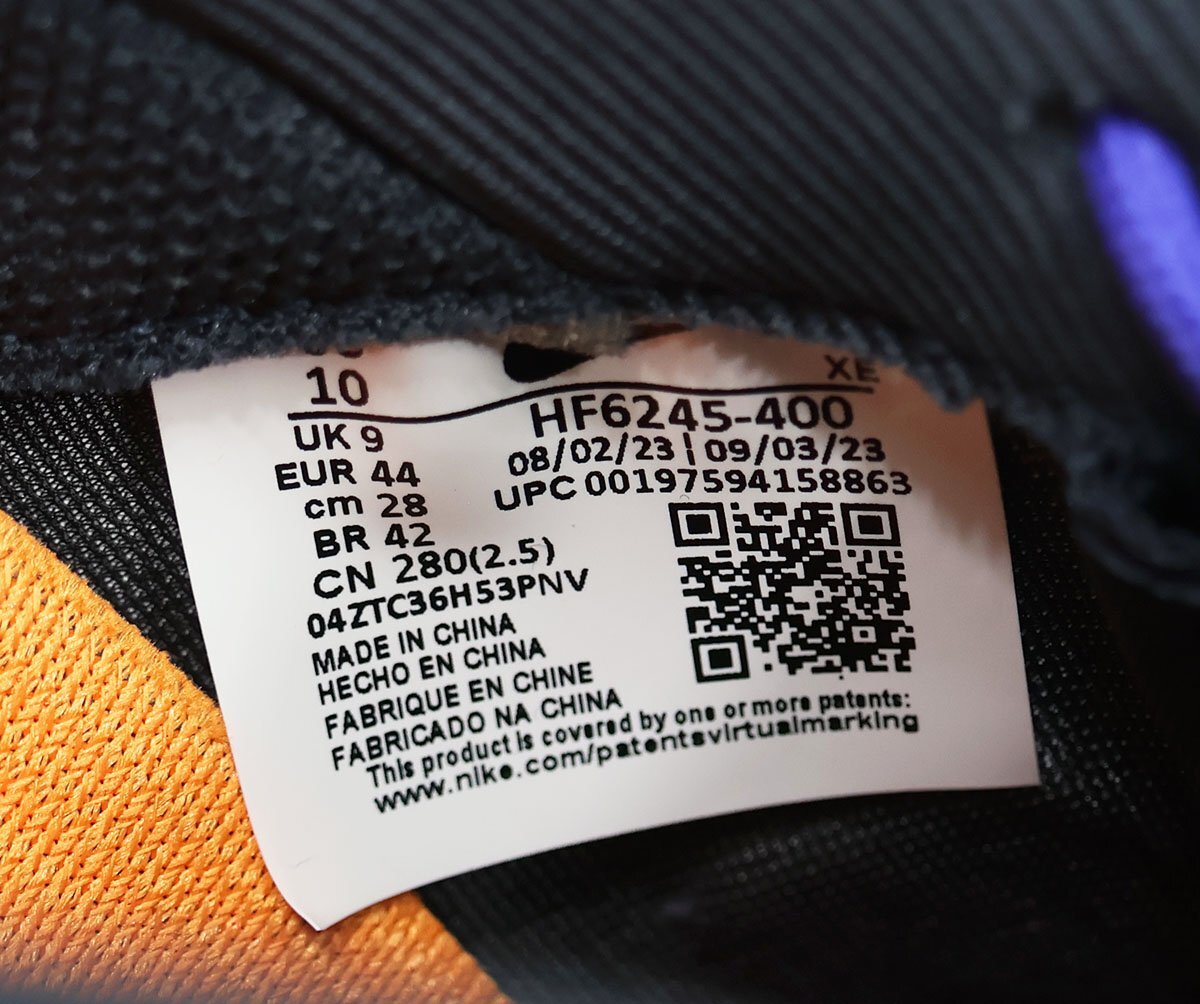 XE
10
HF6245-400
UK 9
08/02/23 | 09/03/23
EUR 44
UPC 001975941588​63
cm 28
BR 42
CN 280(2.5)
04ZTC36H53PNV
MADE IN CHINA
HECHO EN CHINA
FABRIQUE EN CHINE
FABRICADO NA CHINA
This product is covered by one or more patents:
www.nike.com/patentsvirtualmarking